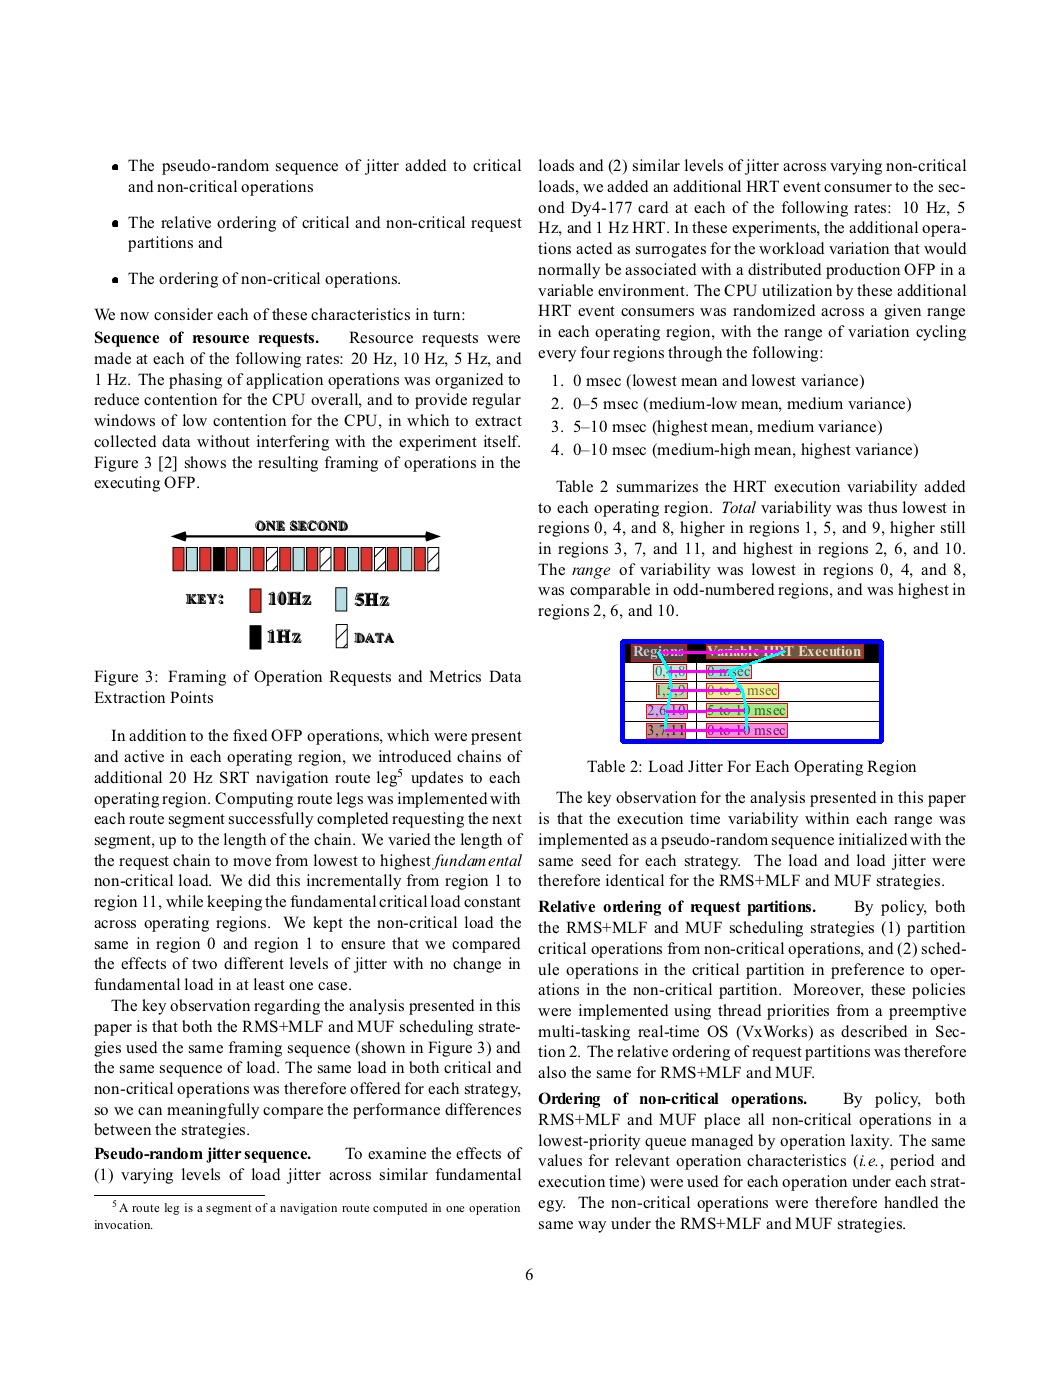 • The pseudo-random sequence of jitter added to critical
and non-critical operations
• The relative ordering of critical and non-critical request
partitions and
• The ordering of non-critical operations.
We now consider each of these characteristics in turn:
Sequence of resource requests. Resource requests were
made at each of the following rates: 20 Hz, 10 Hz, 5 Hz, and
1 Hz. The phasing of application operations was organized to
reduce contention for the CPU overall, and to provide regular
windows of low contention for the CPU, in which to extract
collected data without interfering with the experiment itself.
Figure 3 [2] shows the resulting framing of operations in the
executing OFP.
ONE SECOND
KEY: 10Hz 5Hz
1Hz DATA
Figure 3: Framing of Operation Requests and Metrics Data
Extraction Points
In addition to the fixed OFP operations, which were present
and active in each operating region, we introduced chains of
additional 20 Hz SRT navigation route leg5 updates to each
operating region. Computing route legs was implemented with
each route segment successfully completed requesting the next
segment, up to the length of the chain. We varied the length of
the request chain to move from lowest to highest fundamental
non-critical load. We did this incrementally from region 1 to
region 11, while keeping the fundamental critical load constant
across operating regions. We kept the non-critical load the
same in region 0 and region 1 to ensure that we compared
the effects of two different levels of jitter with no change in
fundamental load in at least one case.
The key observation regarding the analysis presented in this
paper is that both the RMS+MLF and MUF scheduling strate-
gies used the same framing sequence (shown in Figure 3) and
the same sequence of load. The same load in both critical and
non-critical operations was therefore offered for each strategy,
so we can meaningfully compare the performance differences
between the strategies.
Pseudo-random jitter sequence. To examine the effects of
(1) varying levels of load jitter across similar fundamental
5 A route leg is a segment of a navigation route computed in one operation
invocation.
loads and (2) similar levels of jitter across varying non-critical
loads, we added an additional HRT event consumer to the sec-
ond Dy4-177 card at each of the following rates: 10 Hz, 5
Hz, and 1 Hz HRT. In these experiments, the additional opera-
tions acted as surrogates for the workload variation that would
normally be associated with a distributed production OFP in a
variable environment. The CPU utilization by these additional
HRT event consumers was randomized across a given range
in each operating region, with the range of variation cycling
every four regions through the following:
1. 0 msec (lowest mean and lowest variance)
2. 0–5 msec (medium-low mean, medium variance)
3. 5–10 msec (highest mean, medium variance)
4. 0–10 msec (medium-high mean, highest variance)
Table 2 summarizes the HRT execution variability added
to each operating region. Total variability was thus lowest in
regions 0, 4, and 8, higher in regions 1, 5, and 9, higher still
in regions 3, 7, and 11, and highest in regions 2, 6, and 10.
The range of variability was lowest in regions 0, 4, and 8,
was comparable in odd-numbered regions, and was highest in
regions 2, 6, and 10.
Regions Variable HRT Execution
0,4,8 0 msec
1,5,9 0 to 5 msec
2,6,10 5 to 10 msec
3,7,11 0 to 10 msec
Table 2: Load Jitter For Each Operating Region
The key observation for the analysis presented in this paper
is that the execution time variability within each range was
implemented as a pseudo-random sequence initialized with the
same seed for each strategy. The load and load jitter were
therefore identical for the RMS+MLF and MUF strategies.
Relative ordering of request partitions. By policy, both
the RMS+MLF and MUF scheduling strategies (1) partition
critical operations from non-critical operations, and (2) sched-
ule operations in the critical partition in preference to oper-
ations in the non-critical partition. Moreover, these policies
were implemented using thread priorities from a preemptive
multi-tasking real-time OS (VxWorks) as described in Sec-
tion 2. The relative ordering of request partitions was therefore
also the same for RMS+MLF and MUF.
Ordering of non-critical operations. By policy, both
RMS+MLF and MUF place all non-critical operations in a
lowest-priority queue managed by operation laxity. The same
values for relevant operation characteristics (i.e., period and
execution time) were used for each operation under each strat-
egy. The non-critical operations were therefore handled the
same way under the RMS+MLF and MUF strategies.
6